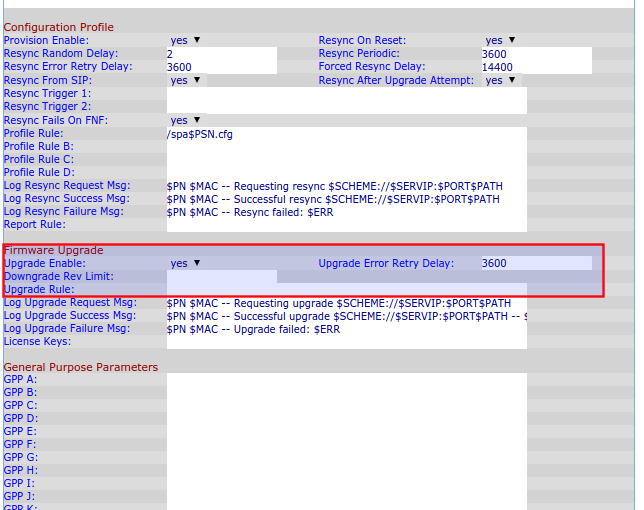 Configuration Profile
Provision Enable: yes Resync On Reset: yes
Resync Random Delay: 2 Resync Periodic: 3600
Resync Error Retry Delay: 3600 Forced Resync Delay: 14400
Resync From SIP: yes Resync After Upgrade Attempt: yes
Resync Trigger 1:
Resync Trigger 2:
Resync Fails On FNF: yes
Profile Rule: /spa$PSN.cfg
Profile Rule B:
Profile Rule C:
Profile Rule D:
Log Resync Request Msg: $PN $MAC -- Requesting resync $SCHEME://$SERVIP:$PORT$PATH
Log Resync Success Msg: $PN $MAC -- Successful resync $SCHEME://$SERVIP:$PORT$PATH
Log Resync Failure Msg: $PN $MAC -- Resync failed: $ERR
Report Rule:
Firmware Upgrade
Upgrade Enable: yes Upgrade Error Retry Delay: 3600
Downgrade Rev Limit:
Upgrade Rule:
Log Upgrade Request Msg: $PN $MAC -- Requesting upgrade $SCHEME://$SERVIP:$PORT$PATH
Log Upgrade Success Msg: $PN $MAC -- Successful upgrade $SCHEME://$SERVIP:$PORT$PATH --
Log Upgrade Failure Msg: $PN $MAC -- Upgrade failed: $ERR
License Keys:
General Purpose Parameters
GPP A:
GPP B:
GPP C:
GPP D:
GPP E:
GPP F:
GPP G:
GPP H:
GPP I:
GPP J:
GPP K: